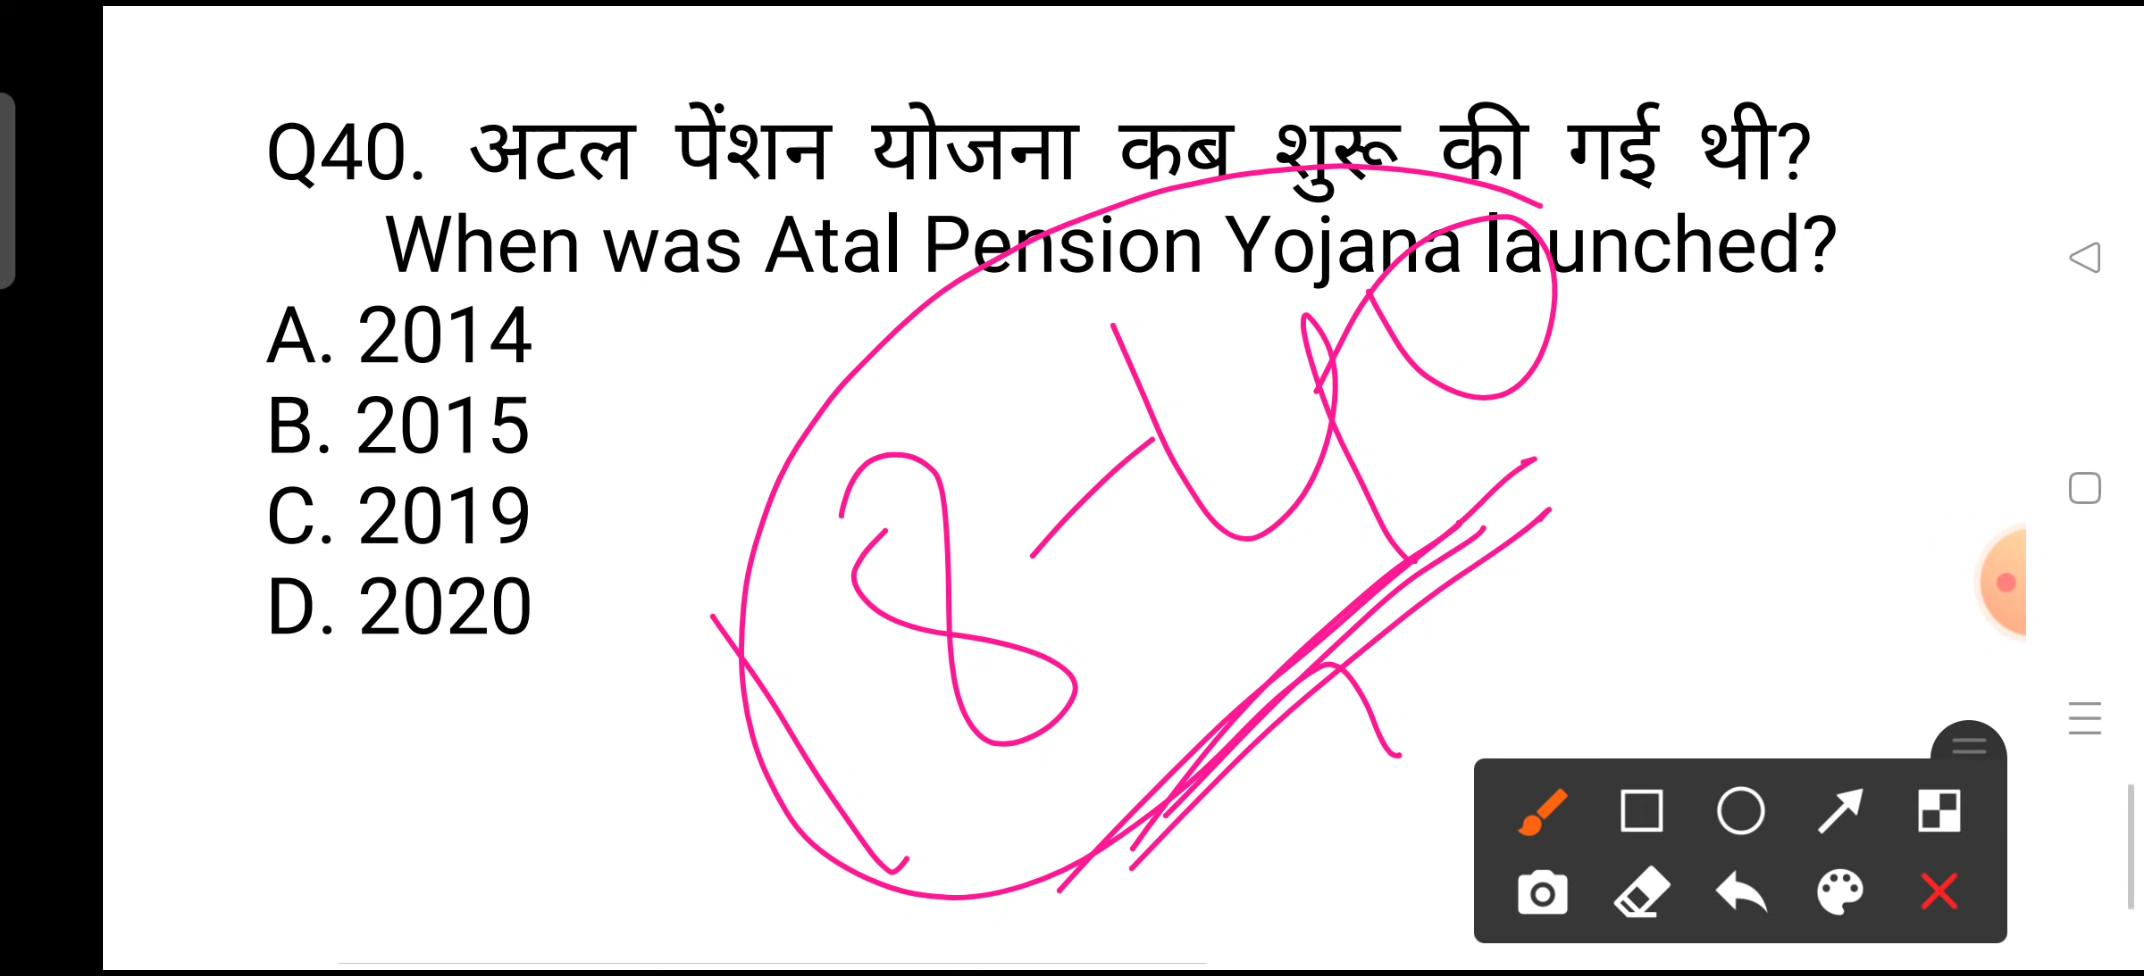 Q40. अटल पेंशन योजना कब शुरू की गई थी?
When was Atal Pension Yojana launched?
A. 2014
B. 2015
C. 2019
D. 2020